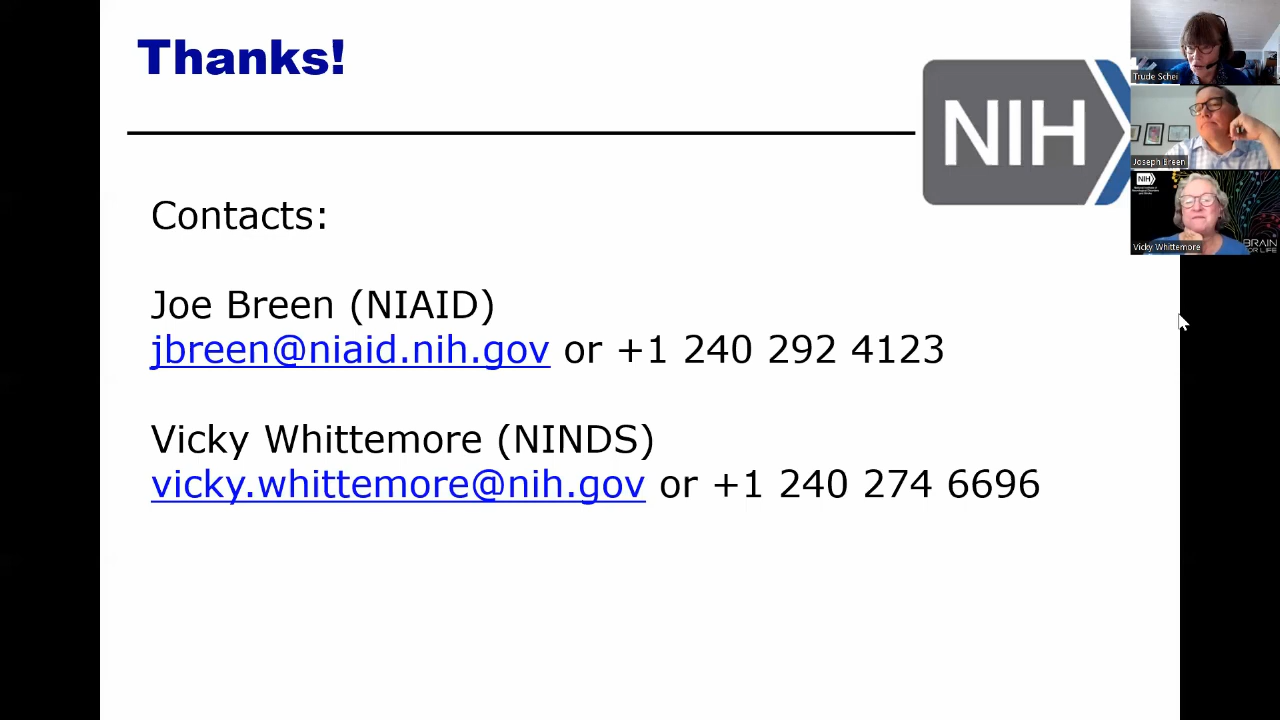 Thanks!
NIH
Contacts:
Joe Breen (NIAID)
jbreen@niaid.nih.gov or +1 240 292 4123
Vicky Whittemore (NINDS)
vicky.whittemore@nih.gov or +1 240 274 6696
Trude Schei
Joseph Breen
NIH
BRAIN
Vicky Whittemore